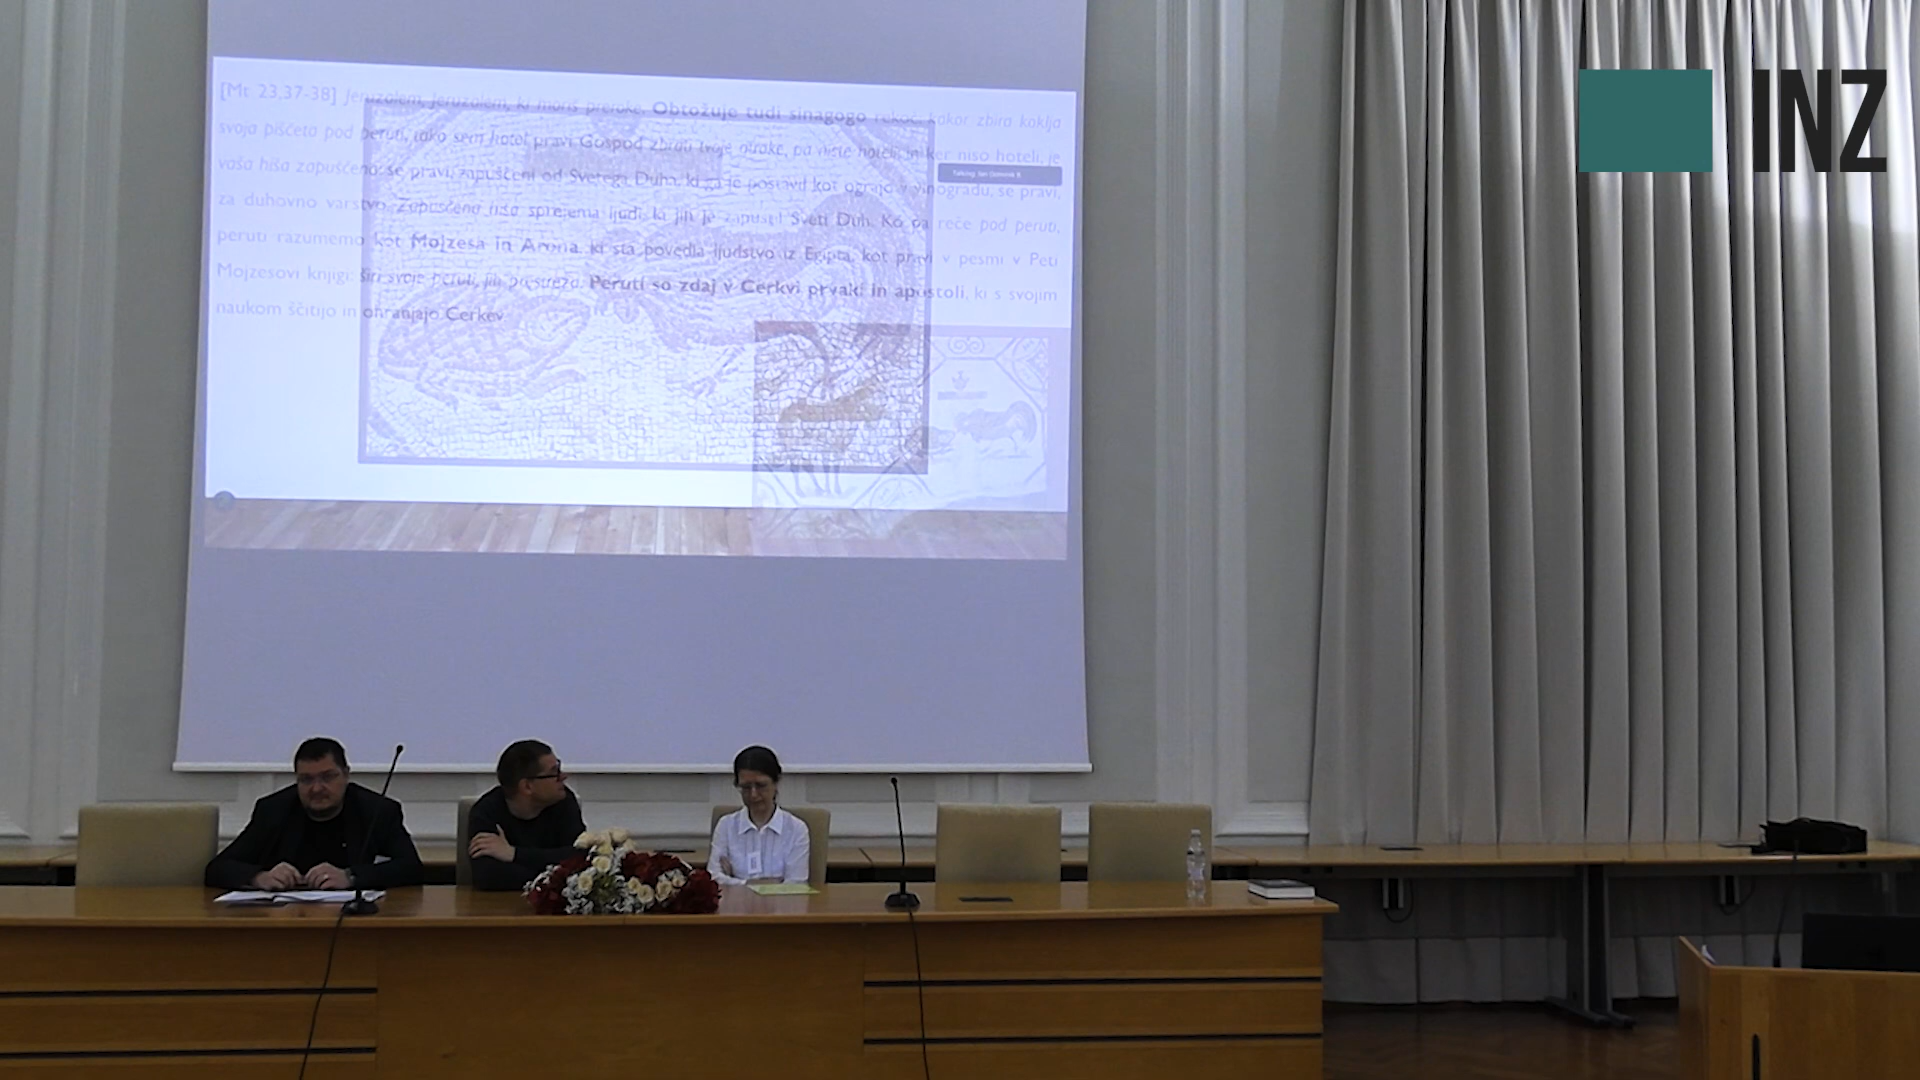 INZ
[Mt 23,37-38] Jeruzalem, Jeruzalem, ki moriš preroke. Obtožuje tudi sinagogo rekoč: kakor zbira koklja
svoja piščeta pod peruti, tako sem hotel pravi Gospod zbrati tvoje otroke, pa niste hoteli; in ker niso hoteli, je
vaša hiša zapuščena: se pravi, zapuščeni od Svetega Duha, ki ga je postavil kot ograjo v vinogradu, se pravi,
za duhovno varstvo. Zapuščena hiša sprejema ljudi, ki jih je zapustil Sveti Duh. Ko pa reče pod peruti,
peruti razumemo kot Mojzesa in Arona, ki sta povedla ljudstvo iz Egipta, kot pravi v pesmi v Peti
Mojzesovi knjigi: širi svoje peruti, jih prestreza. Peruti so zdaj v Cerkvi prvaki in apostoli, ki s svojim
naukom ščitijo in ohranjajo Cerkev